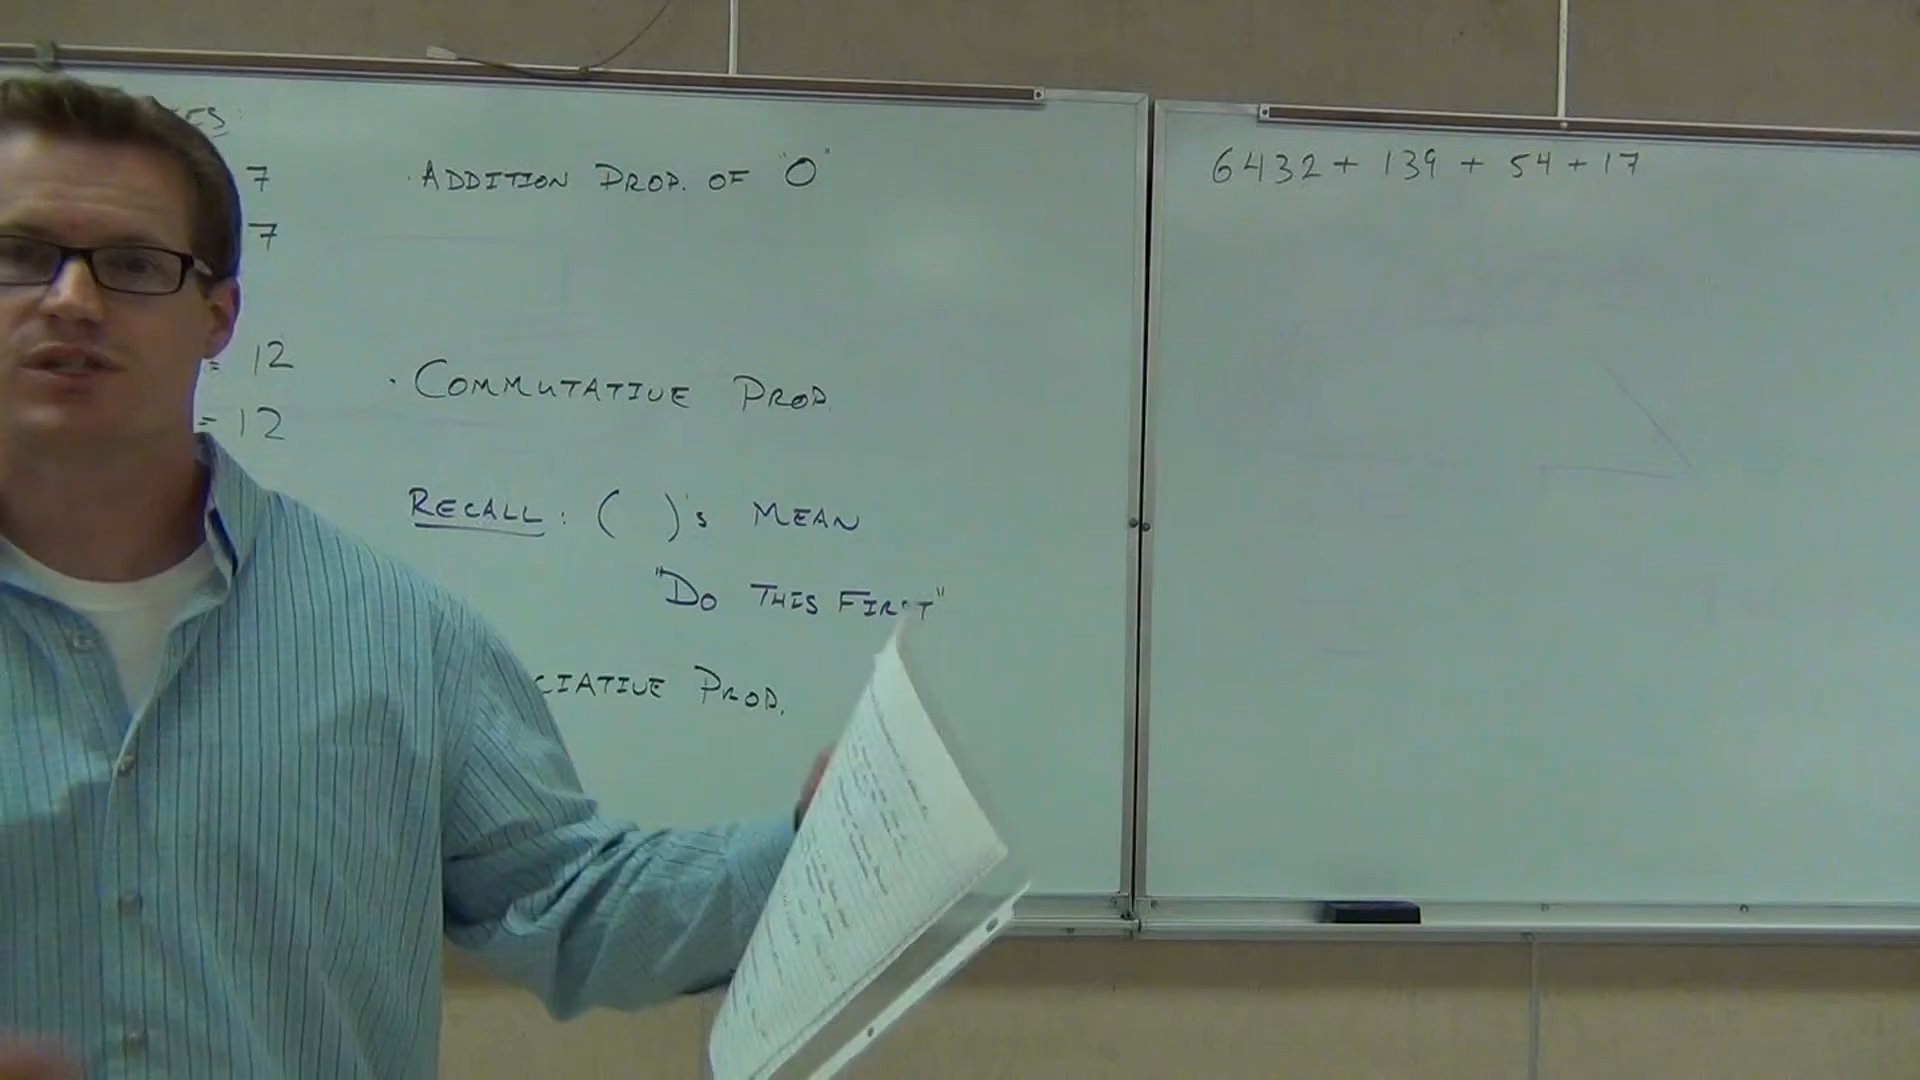 7
· ADDITION PROP. OF "0"
7
= 12
· COMMUTATIVE PROP.
= 12
RECALL: ( )'s MEAN
"DO THIS FIRST"
CIATIVE PROP.
6432 + 139 + 54 + 17